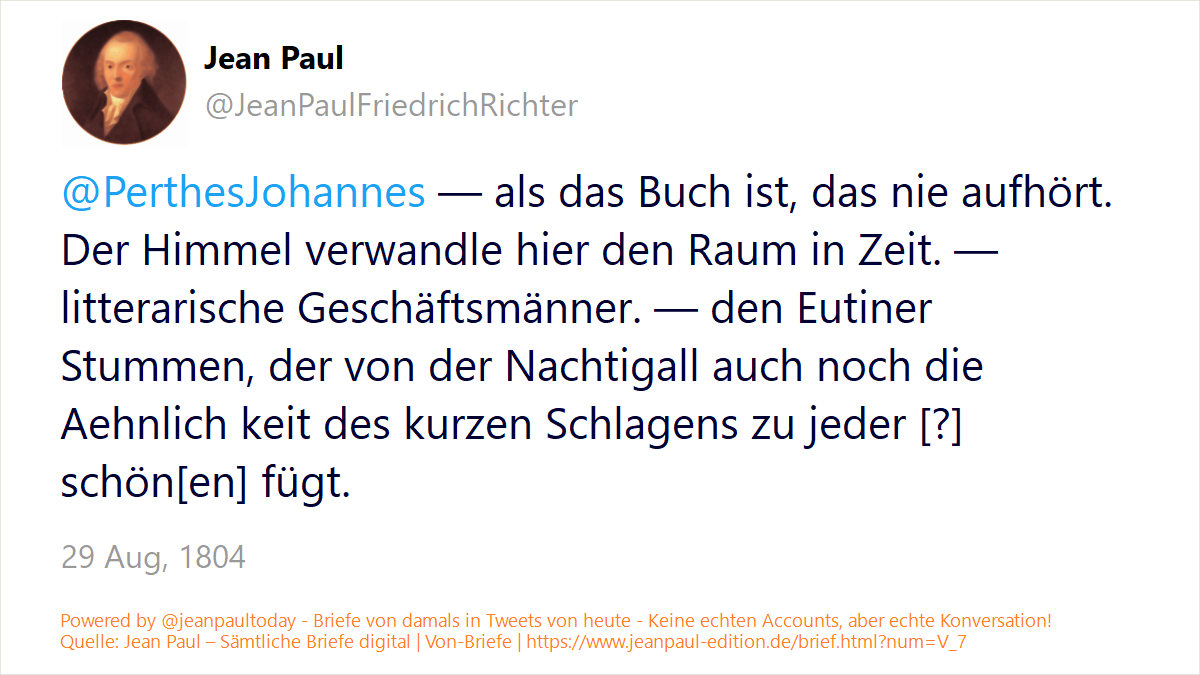 Jean Paul
@JeanPaulFriedrichRichter
@PerthesJohannes — als das Buch ist, das nie aufhört.
Der Himmel verwandle hier den Raum in Zeit. —
litterarische Geschäftsmänner. — den Eutiner
Stummen, der von der Nachtigall auch noch die
Aehnlich keit des kurzen Schlagens zu jeder [?]
schön[en] fügt.
29 Aug, 1804
Powered by @jeanpaultoday - Briefe von damals in Tweets von heute - Keine echten Accounts, aber echte Konversation!
Quelle: Jean Paul – Sämtliche Briefe digital | Von-Briefe | https://www.jeanpaul-edition.de/brief.html?num=V_7